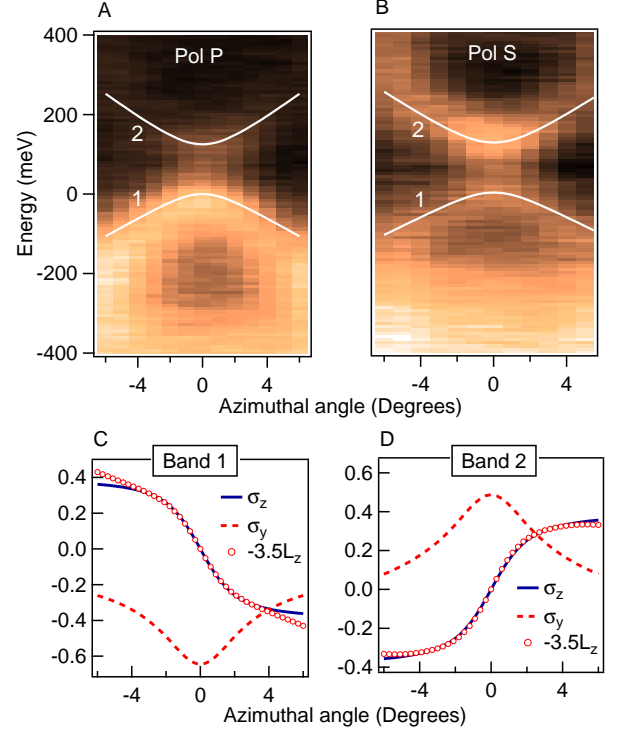 A
B
Pol P
Pol S
400
200
0
-200
-400
Energy (meV)
2
1
2
1
-4
0
4
-4
0
4
Azimuthal angle (Degrees)
C
D
Band 1
Band 2
0.4
0.2
0.0
-0.2
-0.4
-0.6
σz
σy
-3.5Lz
0.6
0.4
0.2
0.0
-0.2
-0.4
σz
σy
-3.5Lz
-4
0
4
-4
0
4
Azimuthal angle (Degrees)